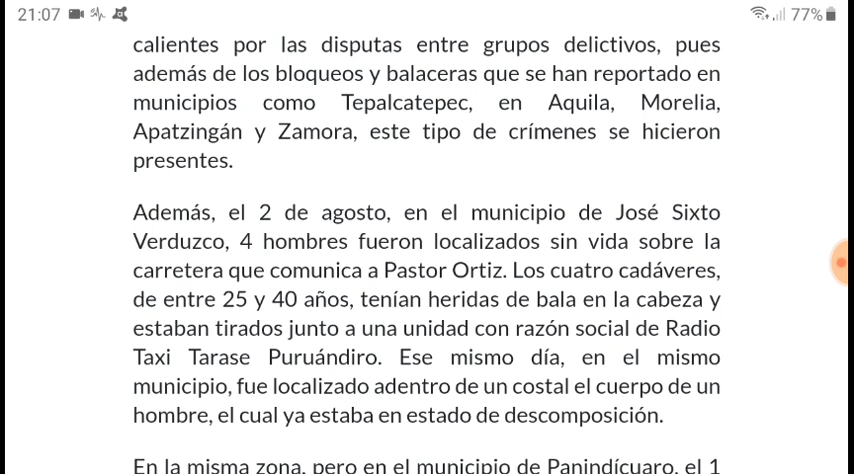 21:07 77%
calientes por las disputas entre grupos delictivos, pues
además de los bloqueos y balaceras que se han reportado en
municipios como Tepalcatepec, en Aquila, Morelia,
Apatzingán y Zamora, este tipo de crímenes se hicieron
presentes.
Además, el 2 de agosto, en el municipio de José Sixto
Verduzco, 4 hombres fueron localizados sin vida sobre la
carretera que comunica a Pastor Ortiz. Los cuatro cadáveres,
de entre 25 y 40 años, tenían heridas de bala en la cabeza y
estaban tirados junto a una unidad con razón social de Radio
Taxi Tarase Puruándiro. Ese mismo día, en el mismo
municipio, fue localizado adentro de un costal el cuerpo de un
hombre, el cual ya estaba en estado de descomposición.
En la misma zona, pero en el municipio de Panindícuaro, el 1